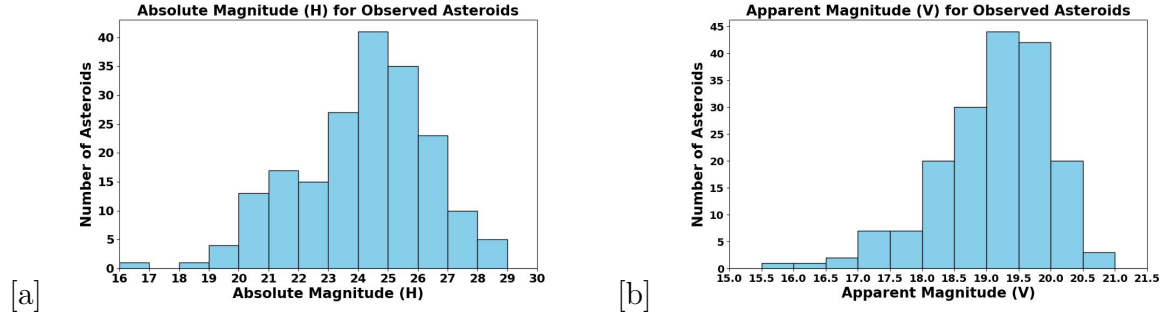 Absolute Magnitude (H) for Observed Asteroids
Number of Asteroids
40
35
30
25
20
15
10
5
0
16 17 18 19 20 21 22 23 24 25 26 27 28 29 30
Absolute Magnitude (H)
[a]
Apparent Magnitude (V) for Observed Asteroids
Number of Asteroids
45
40
35
30
25
20
15
10
5
0
15.0 15.5 16.0 16.5 17.0 17.5 18.0 18.5 19.0 19.5 20.0 20.5 21.0 21.5
Apparent Magnitude (V)
[b]